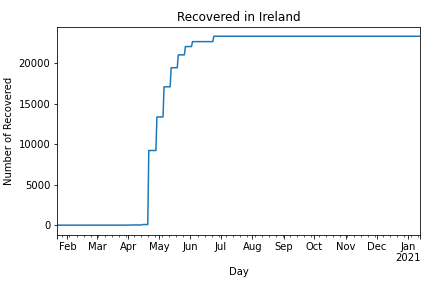 Recovered in Ireland
Number of Recovered
20000
15000
10000
5000
0
Feb Mar Apr May Jun Jul Aug Sep Oct Nov Dec Jan
2021
Day